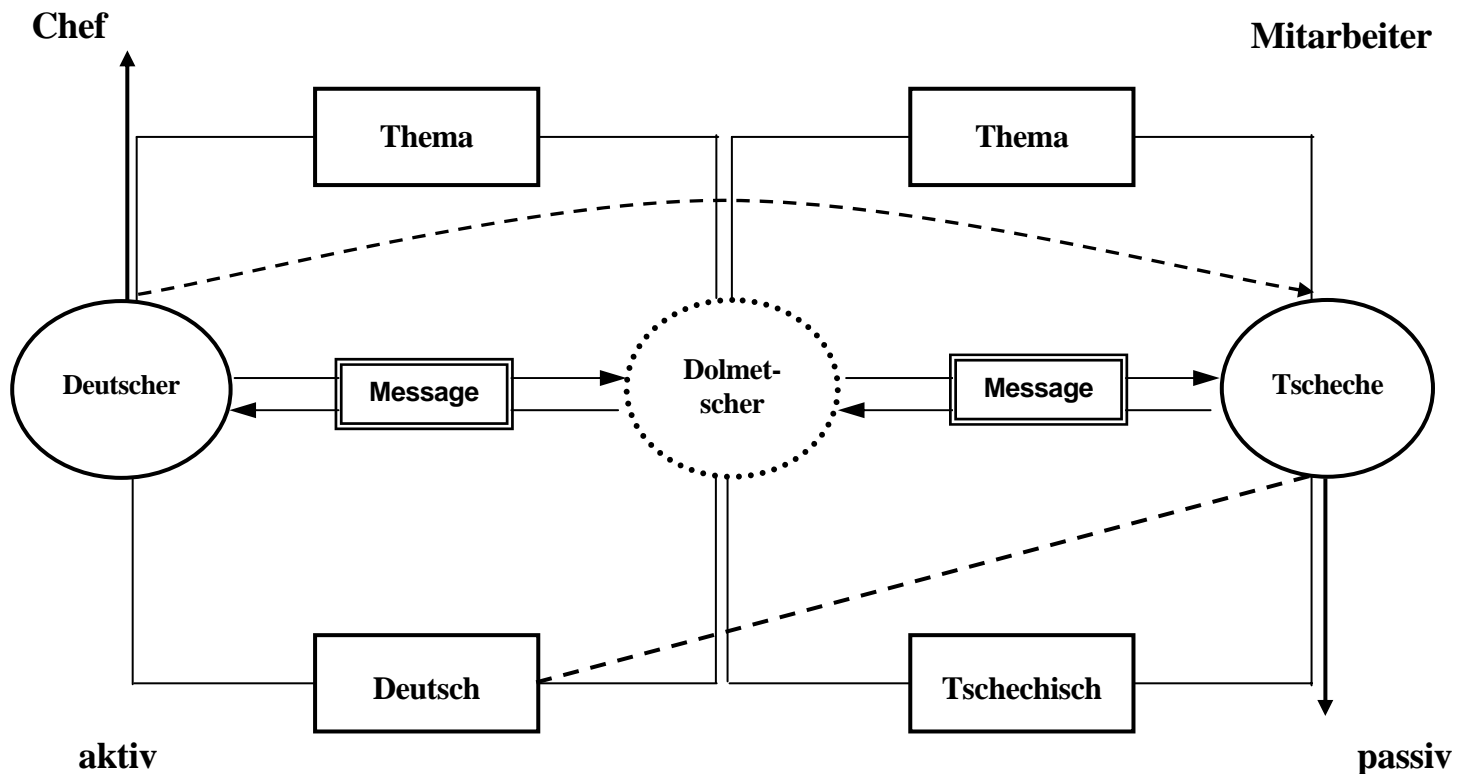 Chef
Mitarbeiter
Thema
Thema
Deutscher
Message
Dolmet-
scher
Message
Tscheche
Deutsch
Tschechisch
aktiv
passiv